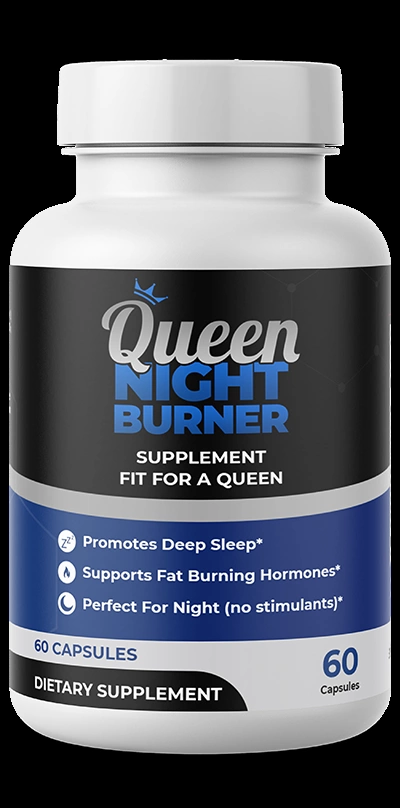 Queen
NIGHT
BURNER
SUPPLEMENT
FIT FOR A QUEEN
zzz
Promotes Deep Sleep*
Supports Fat Burning Hormones*
Perfect For Night (no stimulants)*
60 CAPSULES
60
Capsules
DIETARY SUPPLEMENT